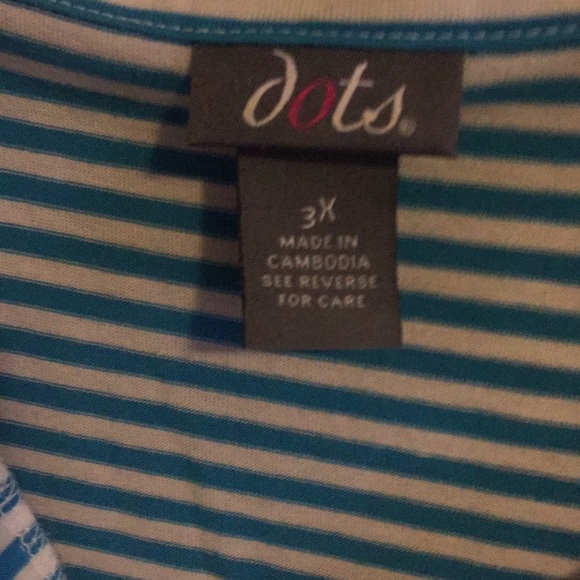 dots®
3X
MADE IN
CAMBODIA
SEE REVERSE
FOR CARE